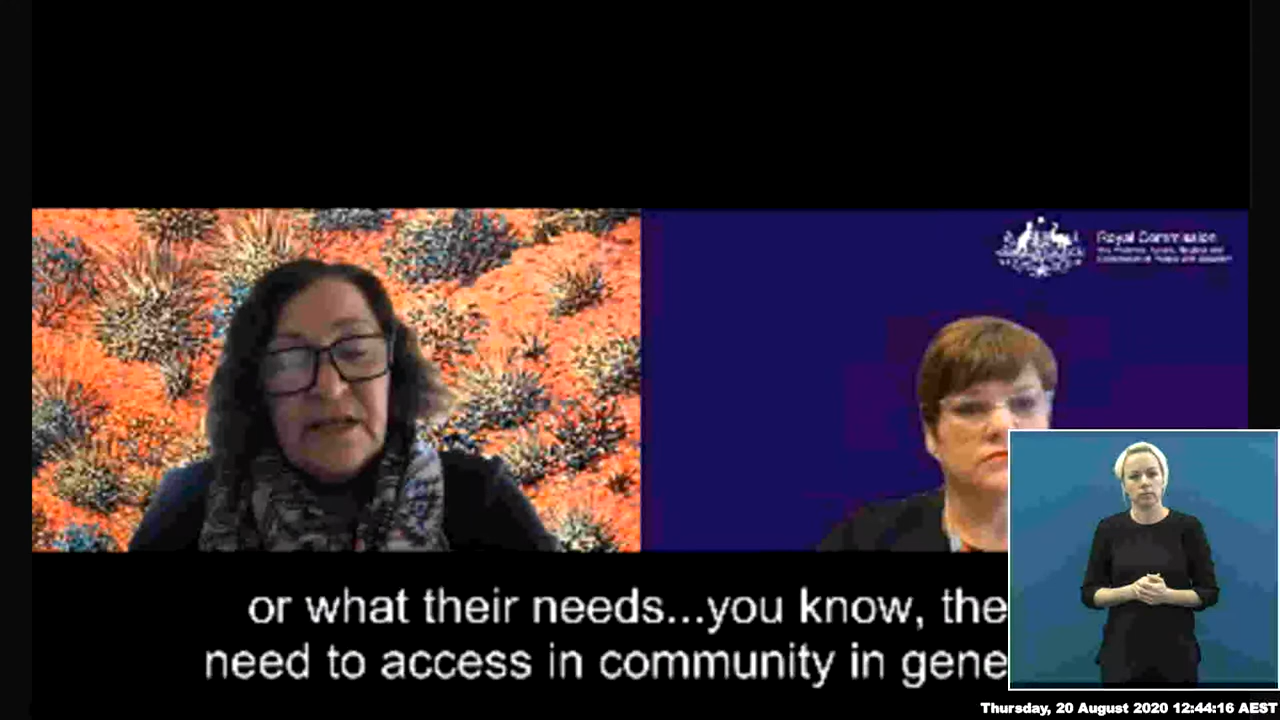 Royal Commission
or what their needs...you know, the
need to access in community in gene
Thursday, 20 August 2020 12:44:16 AEST